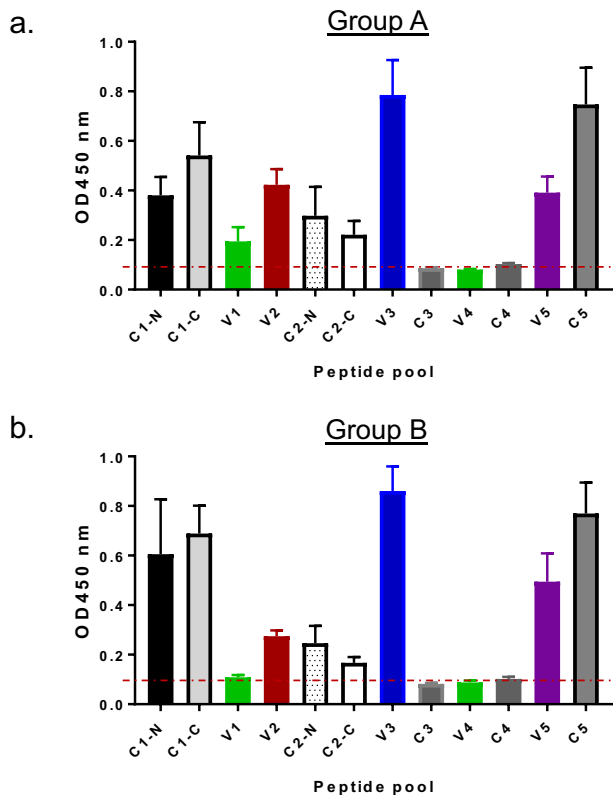 a.
Group A
OD450 nm
1.0
0.8
0.6
0.4
0.2
0.0
C1-N C1-C V1 V2 C2-N C2-C V3 C3 V4 C4 V5 C5
Peptide pool
b.
Group B
OD450 nm
1.0
0.8
0.6
0.4
0.2
0.0
C1-N C1-C V1 V2 C2-N C2-C V3 C3 V4 C4 V5 C5
Peptide pool